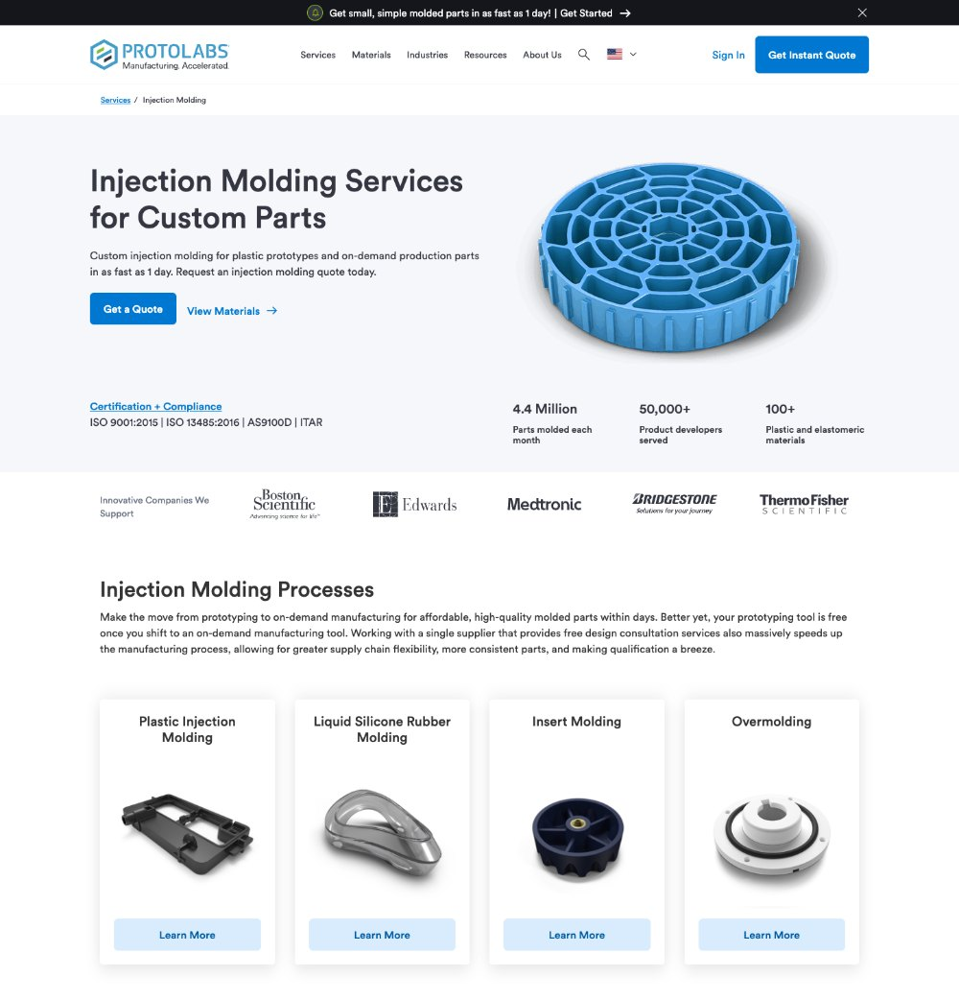 Get small, simple molded parts in as fast as 1 day! | Get Started →
PROTOLABS®
Manufacturing. Accelerated.
Services
Materials
Industries
Resources
About Us
Sign In
Get Instant Quote
Services / Injection Molding
Injection Molding Services
for Custom Parts
Custom injection molding for plastic prototypes and on-demand production parts
in as fast as 1 day. Request an injection molding quote today.
Get a Quote
View Materials →
Certification + Compliance
ISO 9001:2015 | ISO 13485:2016 | AS9100D | ITAR
4.4 Million
Parts molded each
month
50,000+
Product developers
served
100+
Plastic and elastomeric
materials
Innovative Companies We
Support
Boston
Scientific
Advancing science for life™
Edwards
Medtronic
BRIDGESTONE
Solutions for your journey
ThermoFisher
SCIENTIFIC
Injection Molding Processes
Make the move from prototyping to on-demand manufacturing for affordable, high-quality molded parts within days. Better yet, your prototyping tool is free
once you shift to an on-demand manufacturing tool. Working with a single supplier that provides free design consultation services also massively speeds up
the manufacturing process, allowing for greater supply chain flexibility, more consistent parts, and making qualification a breeze.
Plastic Injection
Molding
Learn More
Liquid Silicone Rubber
Molding
Learn More
Insert Molding
Learn More
Overmolding
Learn More